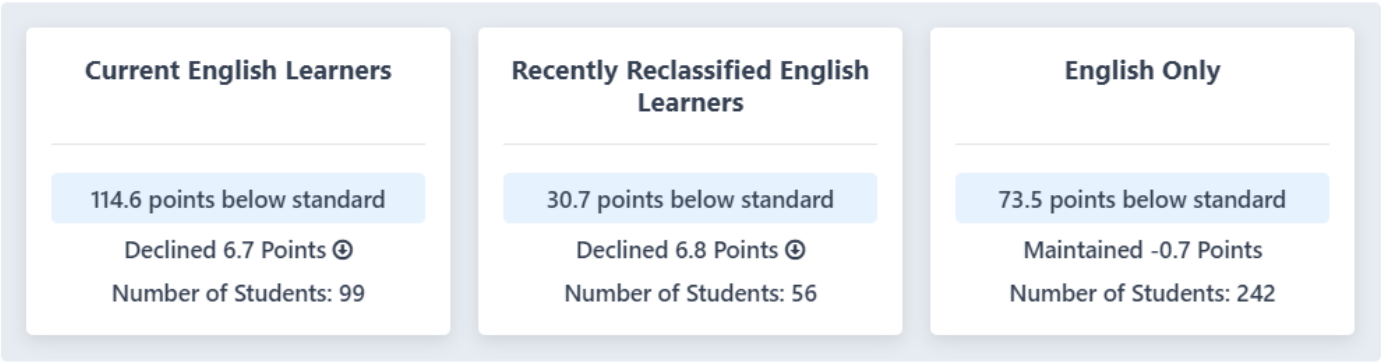 Current English Learners
114.6 points below standard
Declined 6.7 Points
Number of Students: 99
Recently Reclassified English
Learners
30.7 points below standard
Declined 6.8 Points
Number of Students: 56
English Only
73.5 points below standard
Maintained -0.7 Points
Number of Students: 242